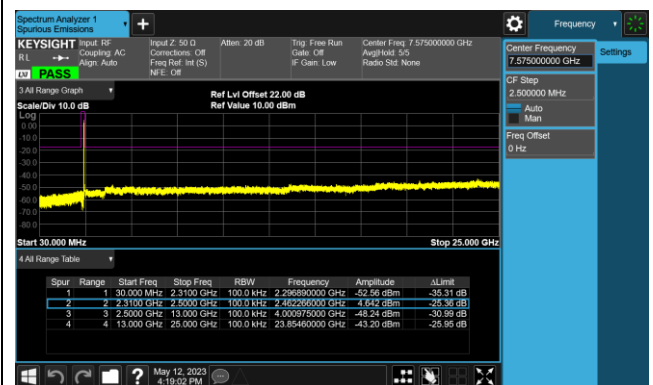 Spectrum Analyzer 1
Spurious Emissions
Frequency
KEYSIGHT Input: RF Input Z: 50 Ω Atten: 20 dB Trig: Free Run Center Freq: 7.575000000 GHz
RL Coupling: AC Corrections: Off Gate: Off Avg|Hold: 5/5
Align: Auto Freq Ref: Int (S) IF Gain: Low Radio Std: None
NFE: Off
LXI PASS
Center Frequency
7.575000000 GHz
Settings
CF Step
2.500000 MHz
Auto
Man
Freq Offset
0 Hz
3 All Range Graph
Ref Lvl Offset 22.00 dB
Scale/Div 10.0 dB Ref Value 10.00 dBm
Log
0.00
-10.0
-20.0
-30.0
-40.0
-50.0
-60.0
-70.0
-80.0
Start 30.000 MHz Stop 25.000 GHz
4 All Range Table
Spur Range Start Freq Stop Freq RBW Frequency Amplitude ΔLimit
1 1 30.000 MHz 2.3100 GHz 100.0 kHz 2.296890000 GHz -52.56 dBm -35.31 dB
2 2 2.3100 GHz 2.5000 GHz 100.0 kHz 2.462266000 GHz 4.642 dBm -25.36 dB
3 3 2.5000 GHz 13.000 GHz 100.0 kHz 4.000975000 GHz -48.24 dBm -30.99 dB
4 4 13.000 GHz 25.000 GHz 100.0 kHz 23.85460000 GHz -43.20 dBm -25.95 dB
May 12, 2023
4:19:02 PM